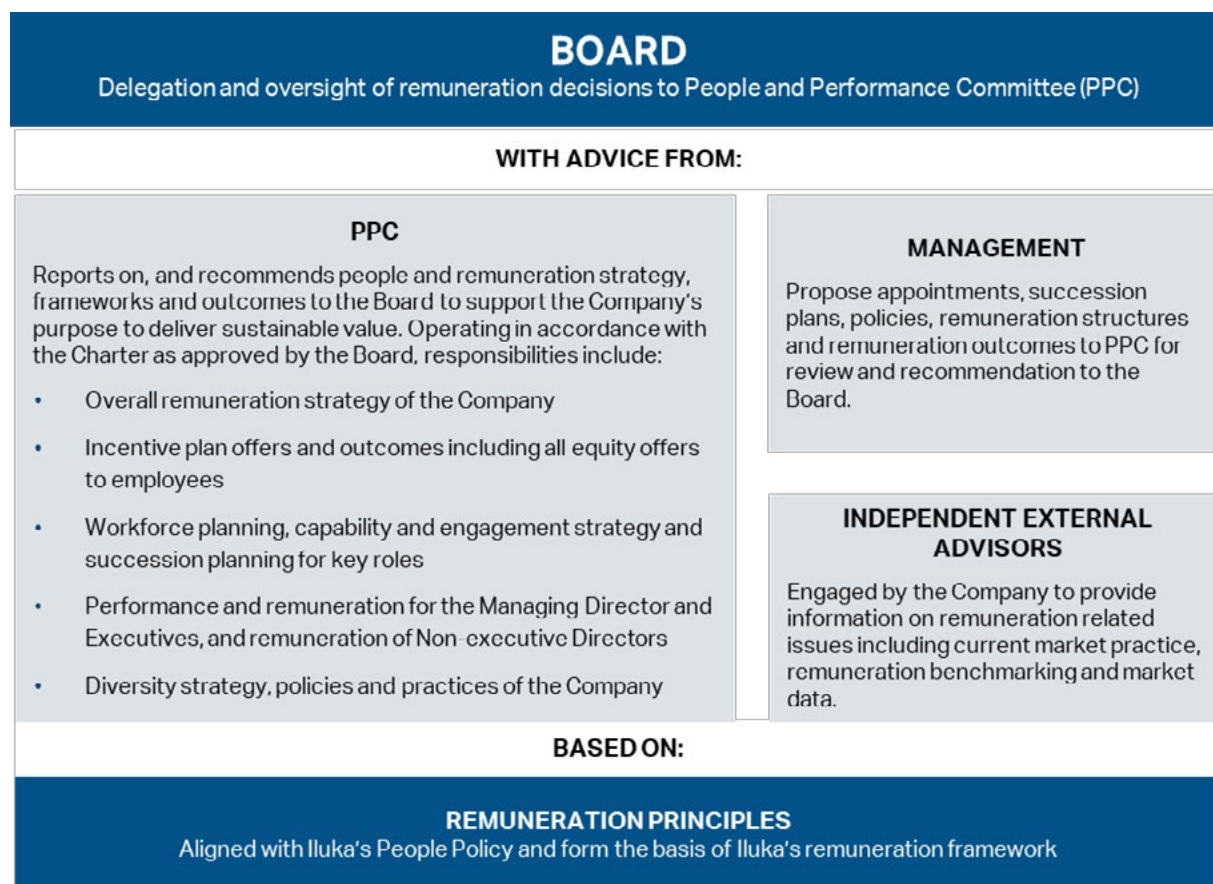 BOARD
Delegation and oversight of remuneration decisions to People and Performance Committee (PPC)
WITH ADVICE FROM:
PPC
Reports on, and recommends people and remuneration strategy,
frameworks and outcomes to the Board to support the Company's
purpose to deliver sustainable value. Operating in accordance with
the Charter as approved by the Board, responsibilities include:
• Overall remuneration strategy of the Company
• Incentive plan offers and outcomes including all equity offers
to employees
• Workforce planning, capability and engagement strategy and
succession planning for key roles
• Performance and remuneration for the Managing Director and
Executives, and remuneration of Non-executive Directors
• Diversity strategy, policies and practices of the Company
MANAGEMENT
Propose appointments, succession
plans, policies, remuneration structures
and remuneration outcomes to PPC for
review and recommendation to the
Board.
INDEPENDENT EXTERNAL
ADVISORS
Engaged by the Company to provide
information on remuneration related
issues including current market practice,
remuneration benchmarking and market
data.
BASED ON:
REMUNERATION PRINCIPLES
Aligned with Iluka's People Policy and form the basis of Iluka's remuneration framework